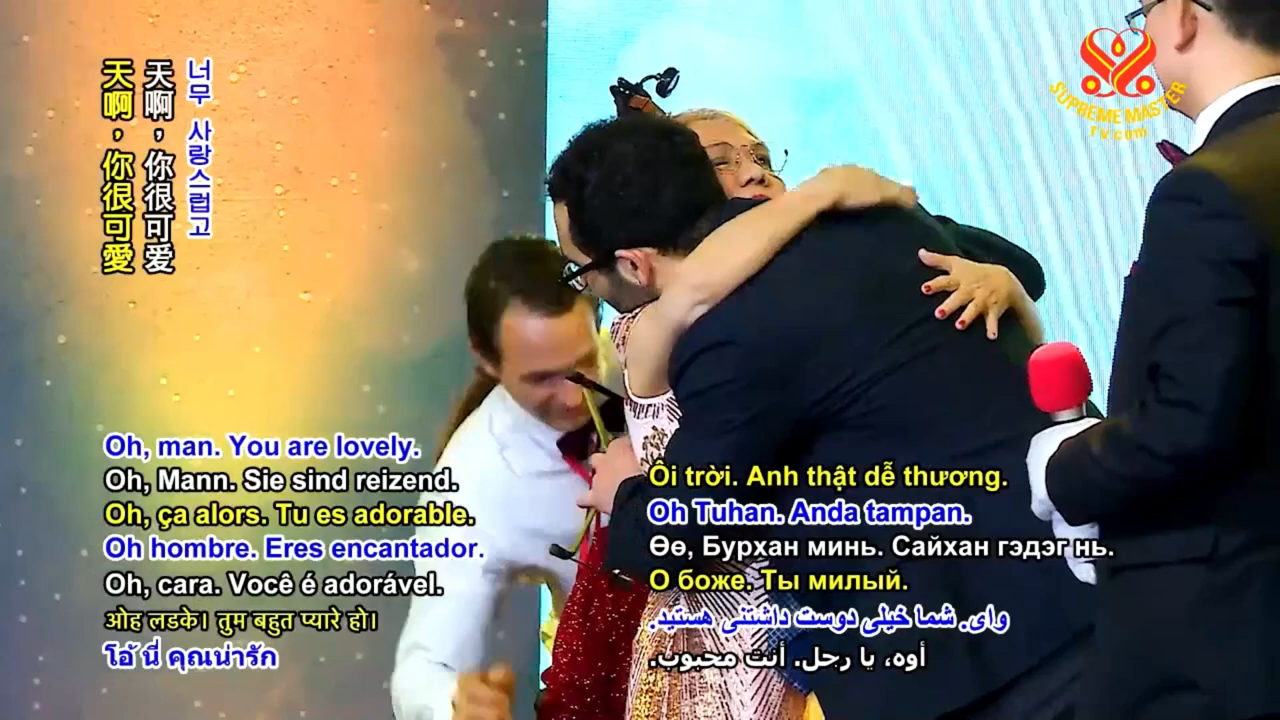 너무 사랑스럽고
天啊，你很可爱
天啊，你很可愛
SUPREME MASTER
TV.com
Oh, man. You are lovely.
Oh, Mann. Sie sind reizend.
Oh, ça alors. Tu es adorable.
Oh hombre. Eres encantador.
Oh, cara. Você é adorável.
ओह लडके। तुम बहुत प्यारे हो।
โอ้ นี่ คุณน่ารัก
Ôi trời. Anh thật dễ thương.
Oh Tuhan. Anda tampan.
Өө, Бурхан минь. Сайхан гэдэг нь.
О боже. Ты милый.
وای. شما خیلی دوست داشتنی هستید.
أوه، يا رجل. أنت محبوب.